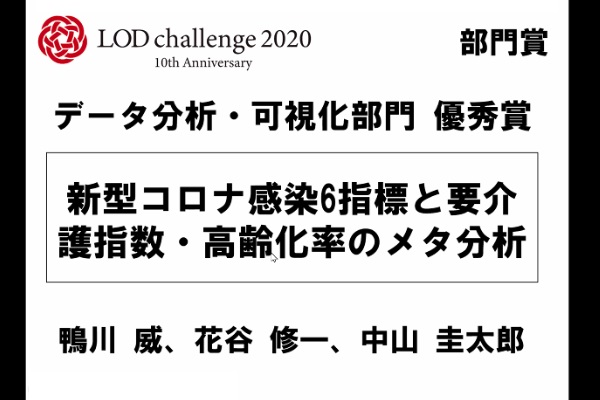 LOD challenge 2020
10th Anniversary
部門賞
データ分析・可視化部門 優秀賞
新型コロナ感染6指標と要介
護指数・高齢化率のメタ分析
鴨川 威、花谷 修一、中山 圭太郎